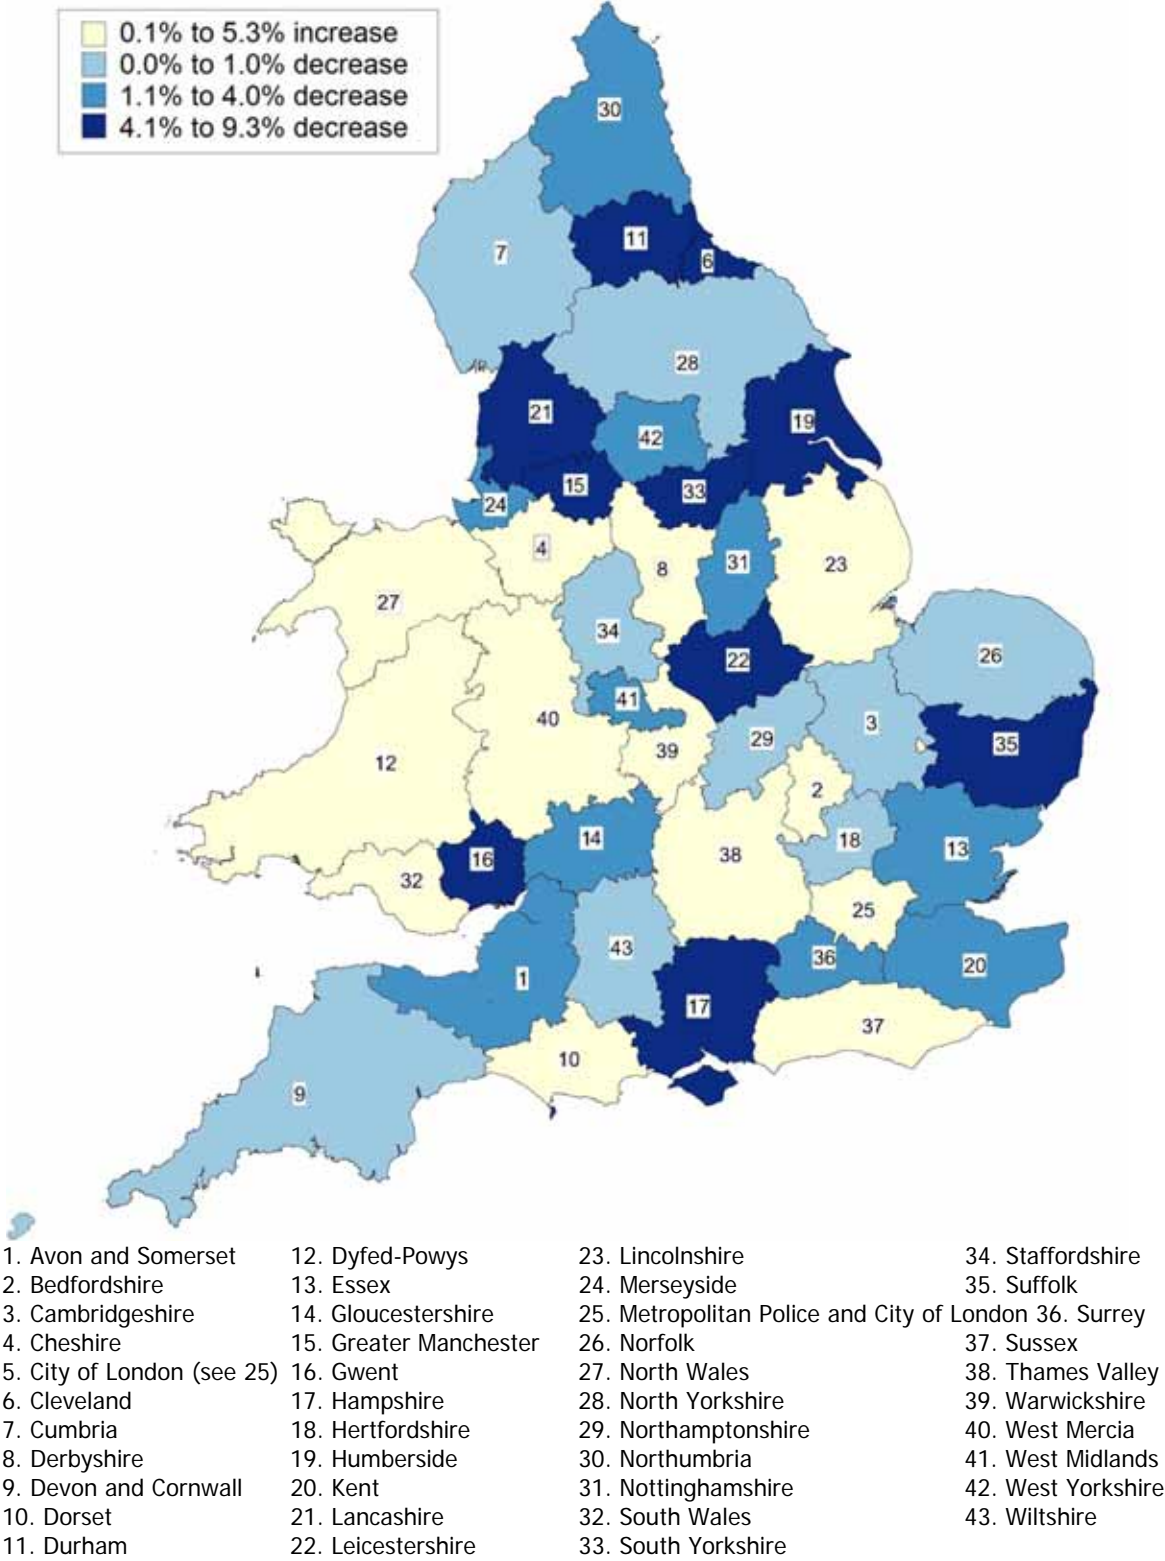 0.1% to 5.3% increase
0.0% to 1.0% decrease
1.1% to 4.0% decrease
4.1% to 9.3% decrease
30
11
7
6
28
21
19
42
15
33
24
4
8
31
23
27
34
22
26
41
40
3
29
35
39
12
2
14
18
13
16
38
32
25
43
36
20
1
17
37
10
9
1. Avon and Somerset
2. Bedfordshire
3. Cambridgeshire
4. Cheshire
5. City of London (see 25)
6. Cleveland
7. Cumbria
8. Derbyshire
9. Devon and Cornwall
10. Dorset
11. Durham
12. Dyfed-Powys
13. Essex
14. Gloucestershire
15. Greater Manchester
16. Gwent
17. Hampshire
18. Hertfordshire
19. Humberside
20. Kent
21. Lancashire
22. Leicestershire
23. Lincolnshire
24. Merseyside
25. Metropolitan Police and City of London
26. Norfolk
27. North Wales
28. North Yorkshire
29. Northamptonshire
30. Northumbria
31. Nottinghamshire
32. South Wales
33. South Yorkshire
34. Staffordshire
35. Suffolk
36. Surrey
37. Sussex
38. Thames Valley
39. Warwickshire
40. West Mercia
41. West Midlands
42. West Yorkshire
43. Wiltshire